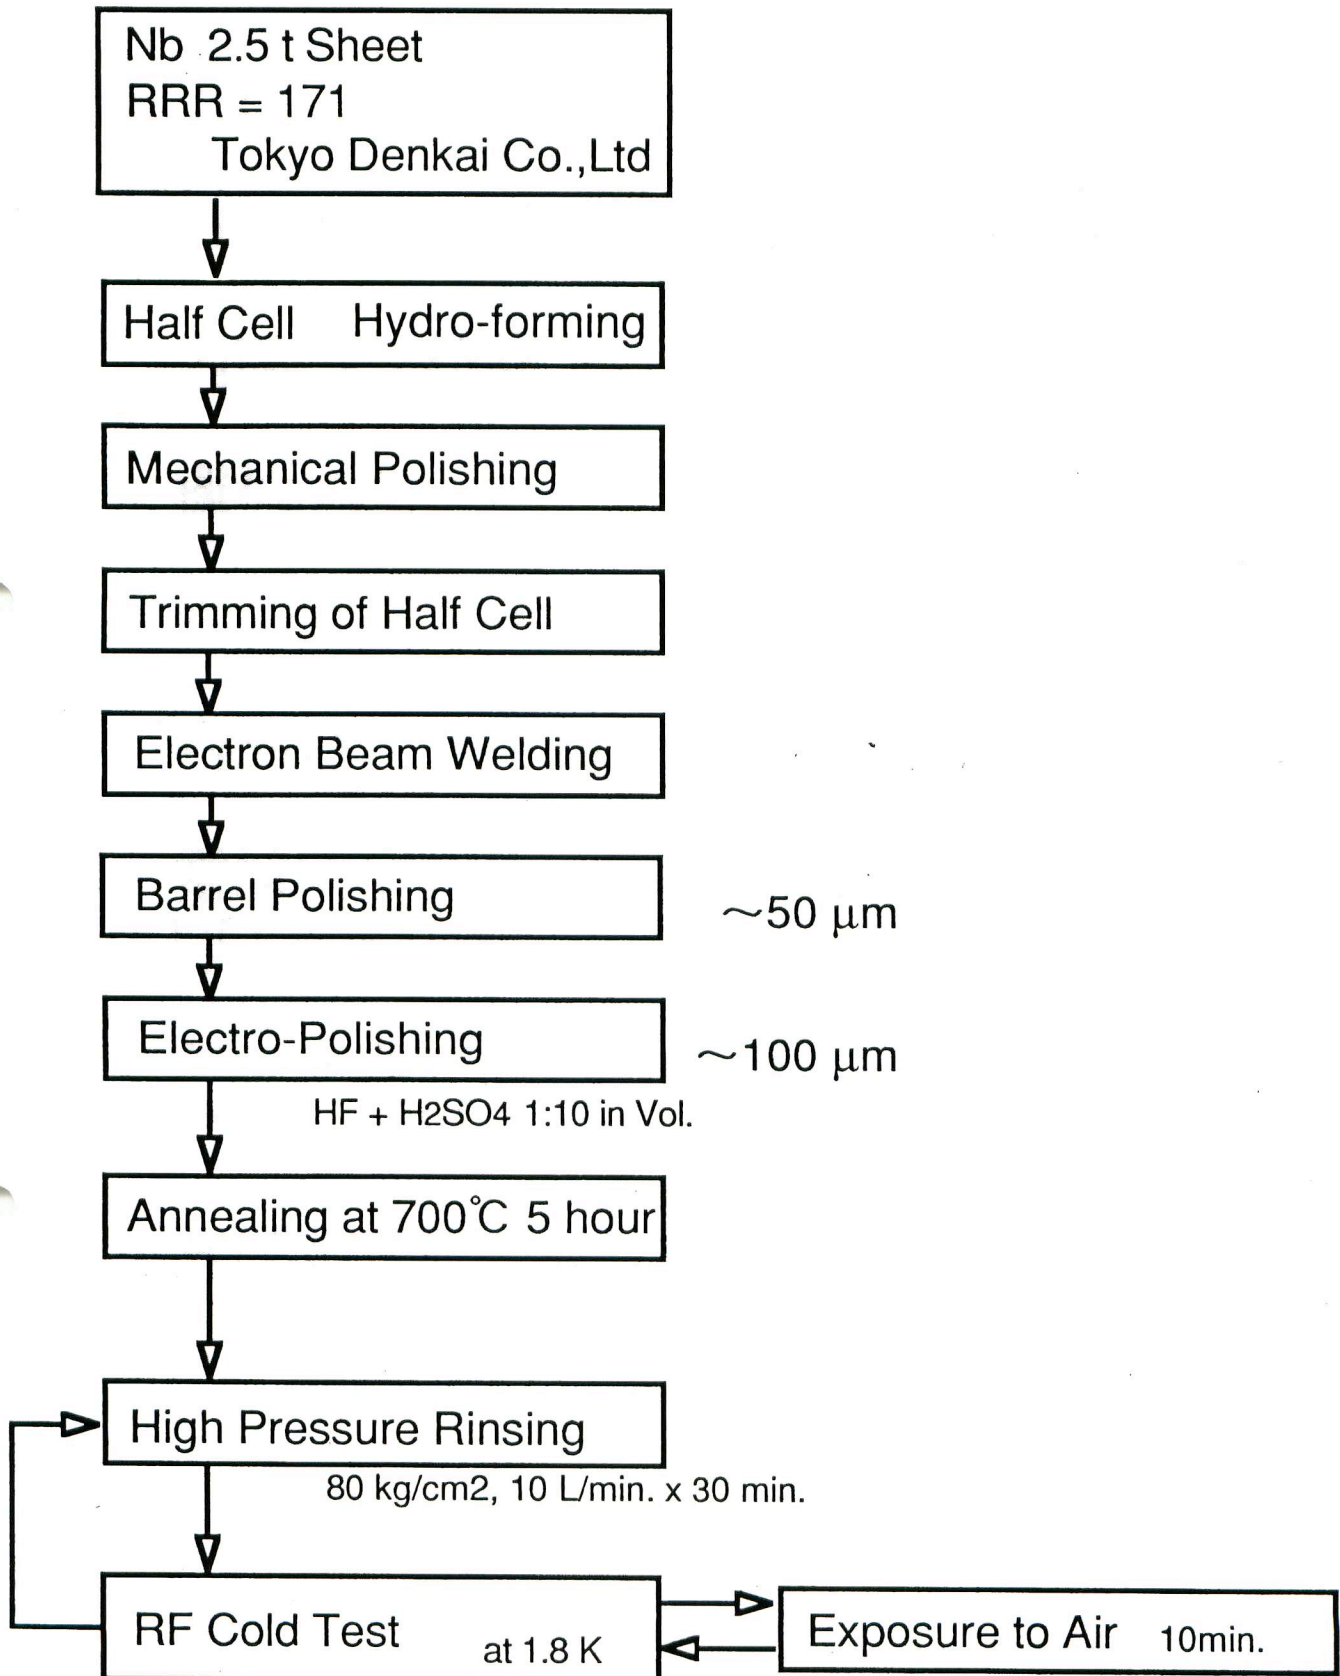 Nb 2.5 t Sheet
RRR = 171
Tokyo Denkai Co.,Ltd
Half Cell Hydro-forming
Mechanical Polishing
Trimming of Half Cell
Electron Beam Welding
Barrel Polishing
~50 μm
Electro-Polishing
~100 μm
HF + H2SO4 1:10 in Vol.
Annealing at 700℃ 5 hour
High Pressure Rinsing
80 kg/cm2, 10 L/min. x 30 min.
RF Cold Test at 1.8 K
Exposure to Air 10min.